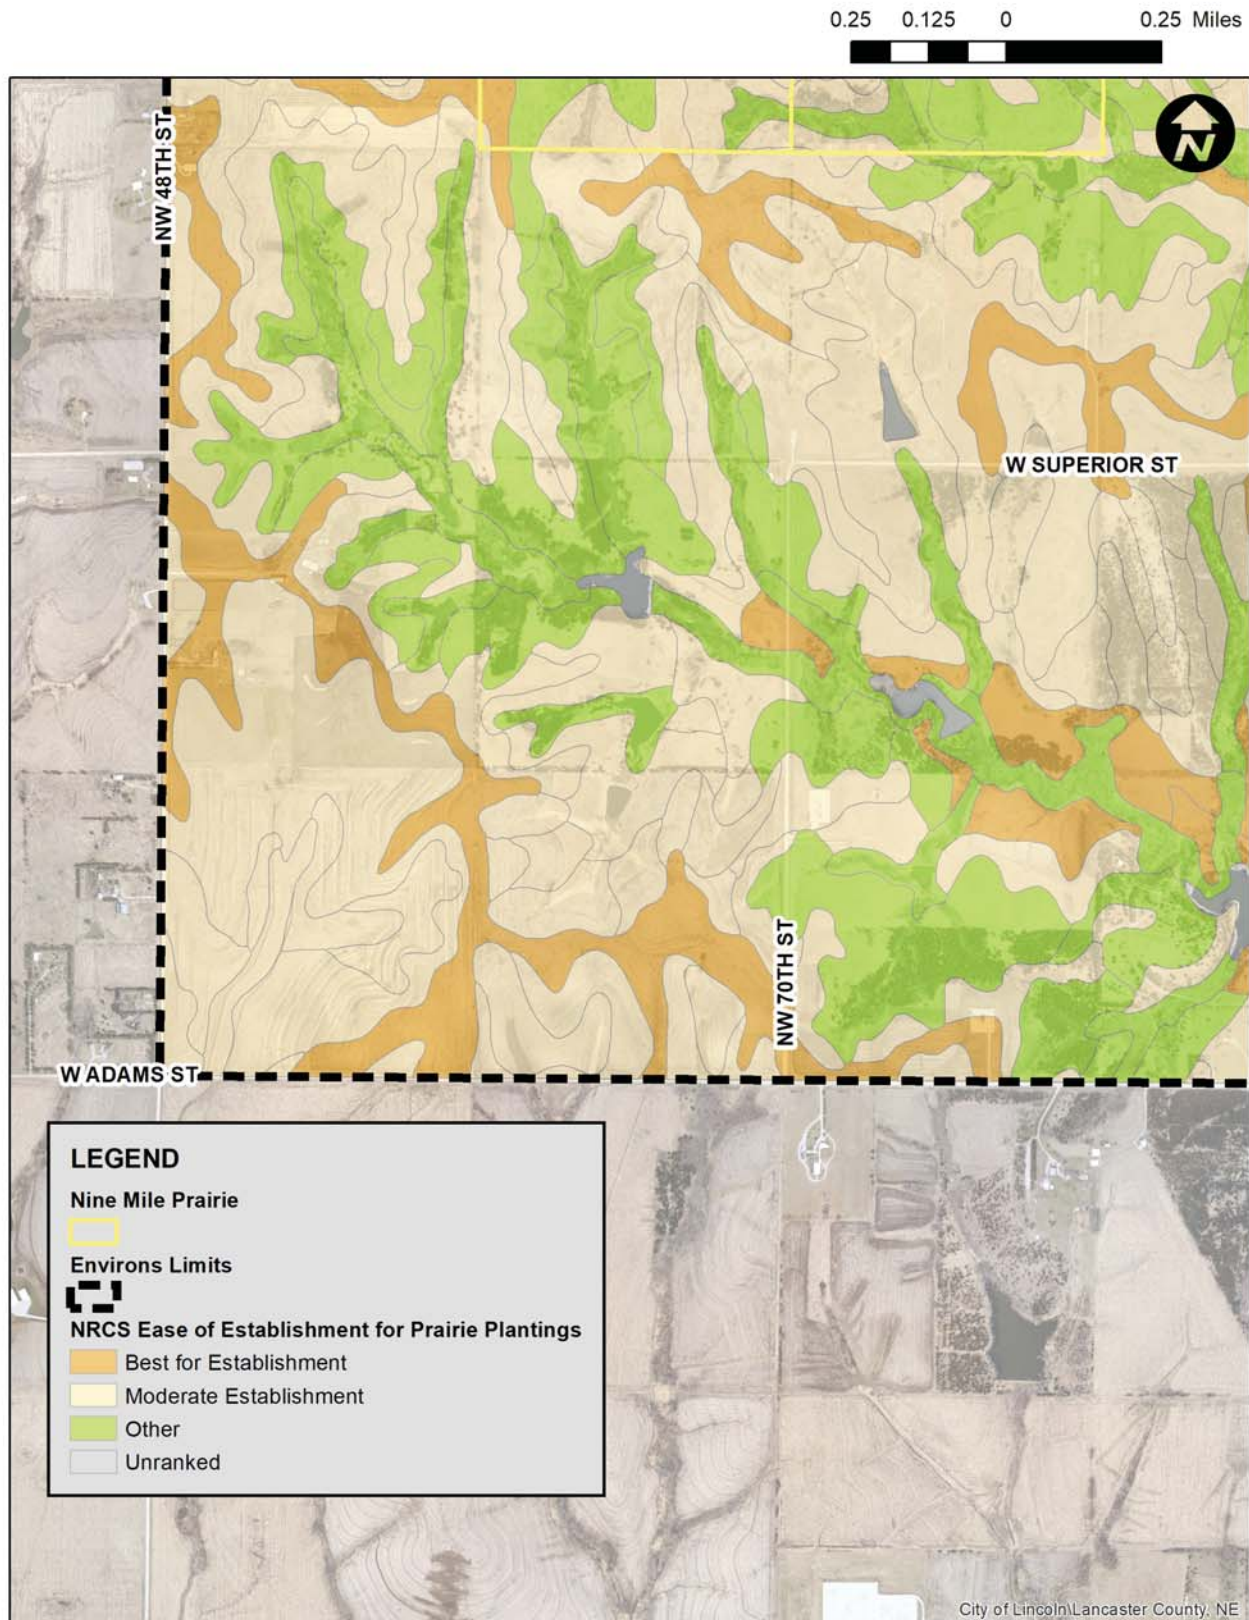 0.25 0.125 0 0.25 Miles
N
NW 48TH ST
W SUPERIOR ST
NW 70TH ST
W ADAMS ST
LEGEND
Nine Mile Prairie
Environs Limits
NRCS Ease of Establishment for Prairie Plantings
Best for Establishment
Moderate Establishment
Other
Unranked
City of Lincoln\Lancaster County, NE